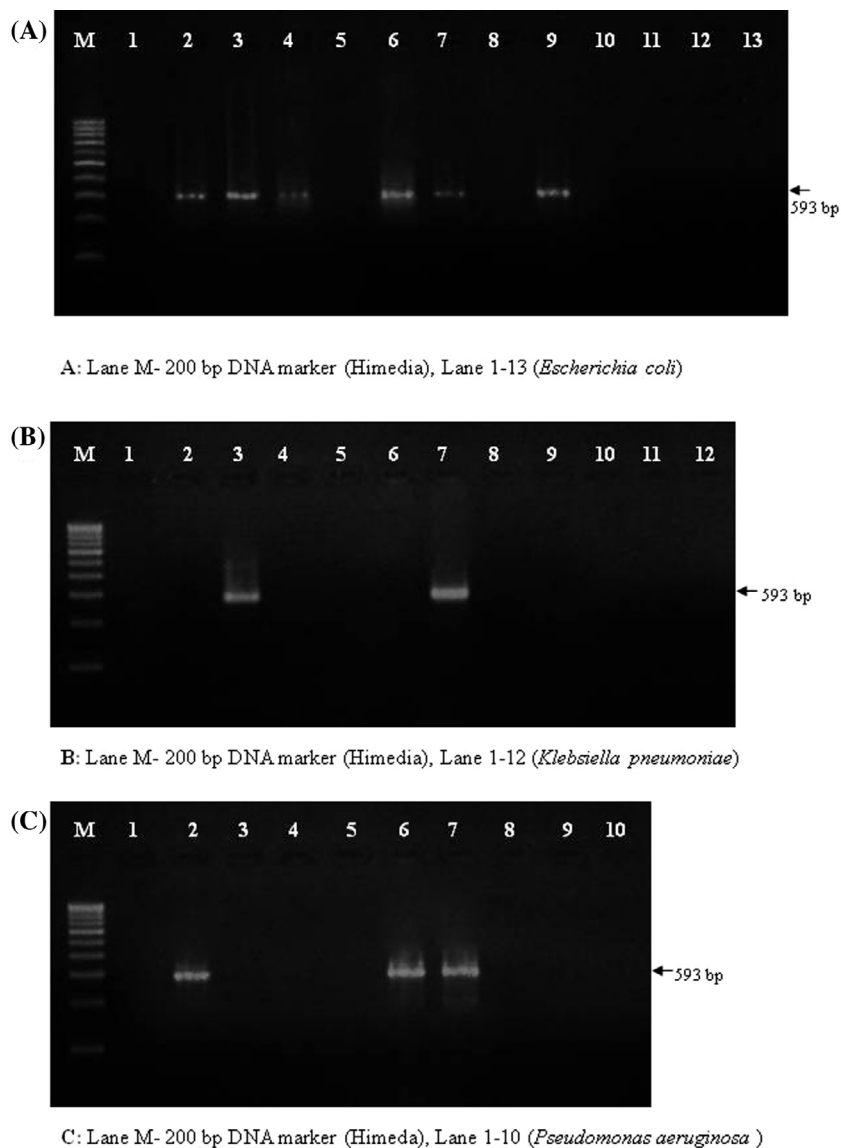 (A)
M 1 2 3 4 5 6 7 8 9 10 11 12 13
593 bp
A: Lane M- 200 bp DNA marker (Himedia), Lane 1-13 (Escherichia coli)
(B)
M 1 2 3 4 5 6 7 8 9 10 11 12
593 bp
B: Lane M- 200 bp DNA marker (Himedia), Lane 1-12 (Klebsiella pneumoniae)
(C)
M 1 2 3 4 5 6 7 8 9 10
593 bp
C: Lane M- 200 bp DNA marker (Himeda), Lane 1-10 (Pseudomonas aeruginosa )